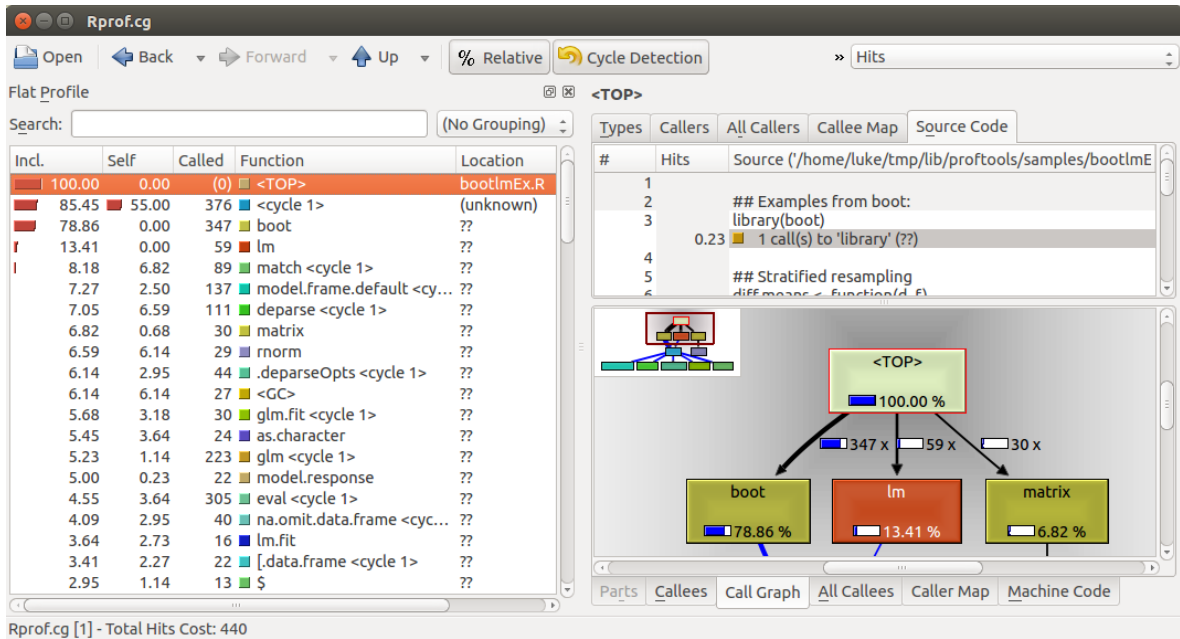 Rprof.cg
Open Back Forward Up % Relative Cycle Detection » Hits
Flat Profile
Search: (No Grouping)
Incl. Self Called Function Location
100.00 0.00 (0) <TOP> bootlmEx.R
85.45 55.00 376 <cycle 1> (unknown)
78.86 0.00 347 boot ??
13.41 0.00 59 lm ??
8.18 6.82 89 match <cycle 1> ??
7.27 2.50 137 model.frame.default <cy... ??
7.05 6.59 111 deparse <cycle 1> ??
6.82 0.68 30 matrix ??
6.59 6.14 29 rnorm ??
6.14 2.95 44 .deparseOpts <cycle 1> ??
6.14 6.14 27 <GC> ??
5.68 3.18 30 glm.fit <cycle 1> ??
5.45 3.64 24 as.character ??
5.23 1.14 223 glm <cycle 1> ??
5.00 0.23 22 model.response ??
4.55 3.64 305 eval <cycle 1> ??
4.09 2.95 40 na.omit.data.frame <cyc... ??
3.64 2.73 16 lm.fit ??
3.41 2.27 22 [.data.frame <cycle 1> ??
2.95 1.14 13 $ ??
<TOP>
Types Callers All Callers Callee Map Source Code
# Hits Source ('/home/luke/tmp/lib/proftools/samples/bootlmE
1
2 ## Examples from boot:
3 library(boot)
0.23 1 call(s) to 'library' (??)
4
5 ## Stratified resampling
6 diff.means <- function(d, f)
<TOP>
100.00 %
347 x 59 x 30 x
boot lm matrix
78.86 % 13.41 % 6.82 %
Parts Callees Call Graph All Callees Caller Map Machine Code
Rprof.cg [1] - Total Hits Cost: 440